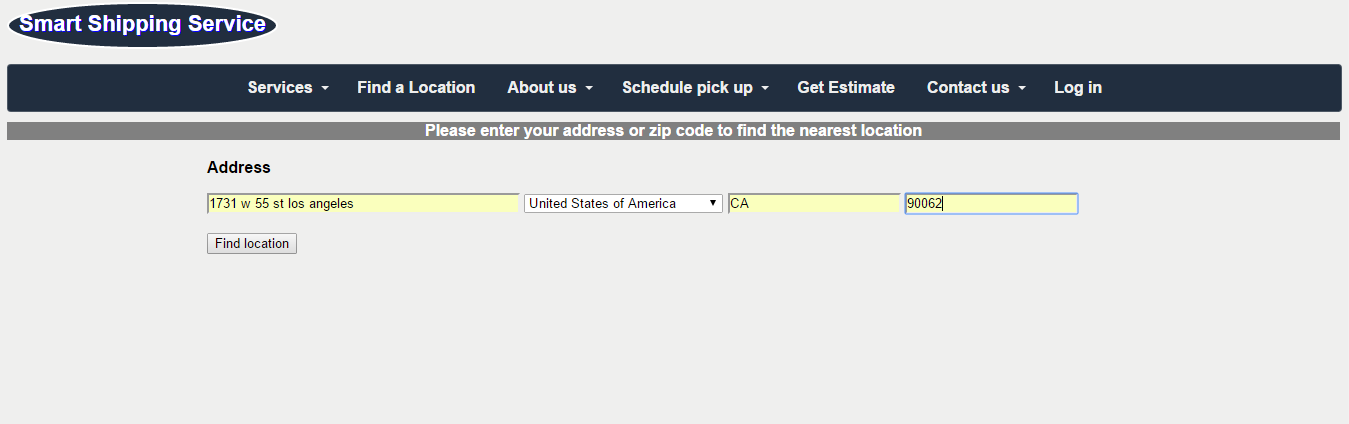 Smart Shipping Service
Services Find a Location About us Schedule pick up Get Estimate Contact us Log in
Please enter your address or zip code to find the nearest location
Address
1731 w 55 st los angeles United States of America CA 90062
Find location